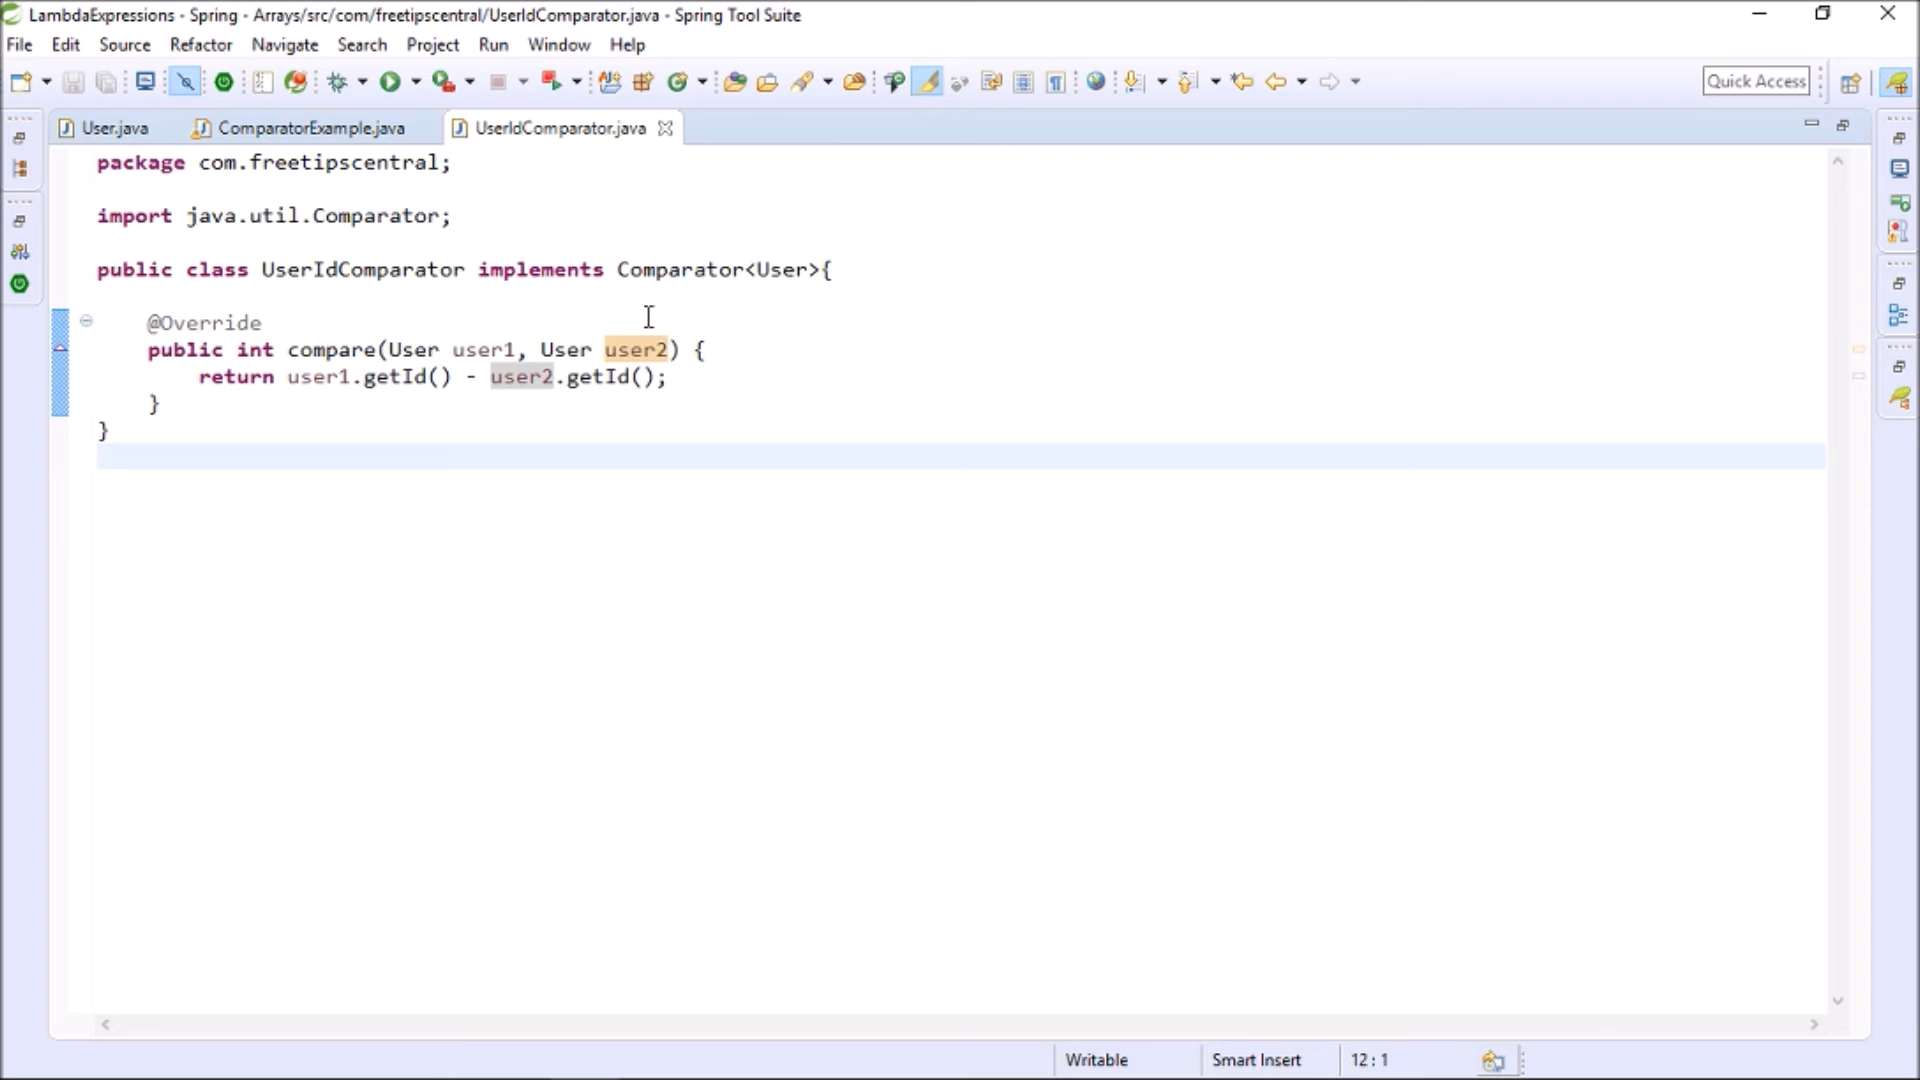 LambdaExpressions - Spring - Arrays/src/com/freetipscentral/UserIdComparator.java - Spring Tool Suite
File Edit Source Refactor Navigate Search Project Run Window Help
Quick Access
User.java ComparatorExample.java UserIdComparator.java
package com.freetipscentral;
import java.util.Comparator;
public class UserIdComparator implements Comparator<User>{
@Override
public int compare(User user1, User user2) {
return user1.getId() - user2.getId();
}
}
Writable Smart Insert 12 : 1